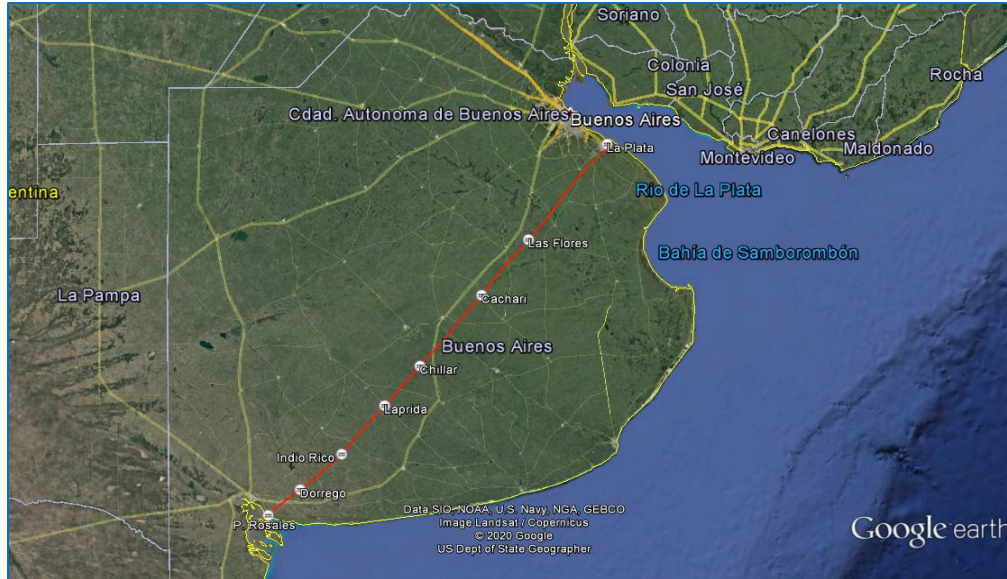 Soriano
Colonia
San José
Rocha
Cdad. Autonoma de Buenos Aires
Buenos Aires
Canelones
Maldonado
Montevideo
La Plata
Rio de La Plata
entina
Las Flores
Bahía de Samborombón
La Pampa
Cachari
Buenos Aires
Chillar
Laprida
Indio Rico
Dorrego
P. Rosales
Data SIO, NOAA, U.S. Navy, NGA, GEBCO
Image Landsat / Copernicus
© 2020 Google
US Dept of State Geographer
Google earth